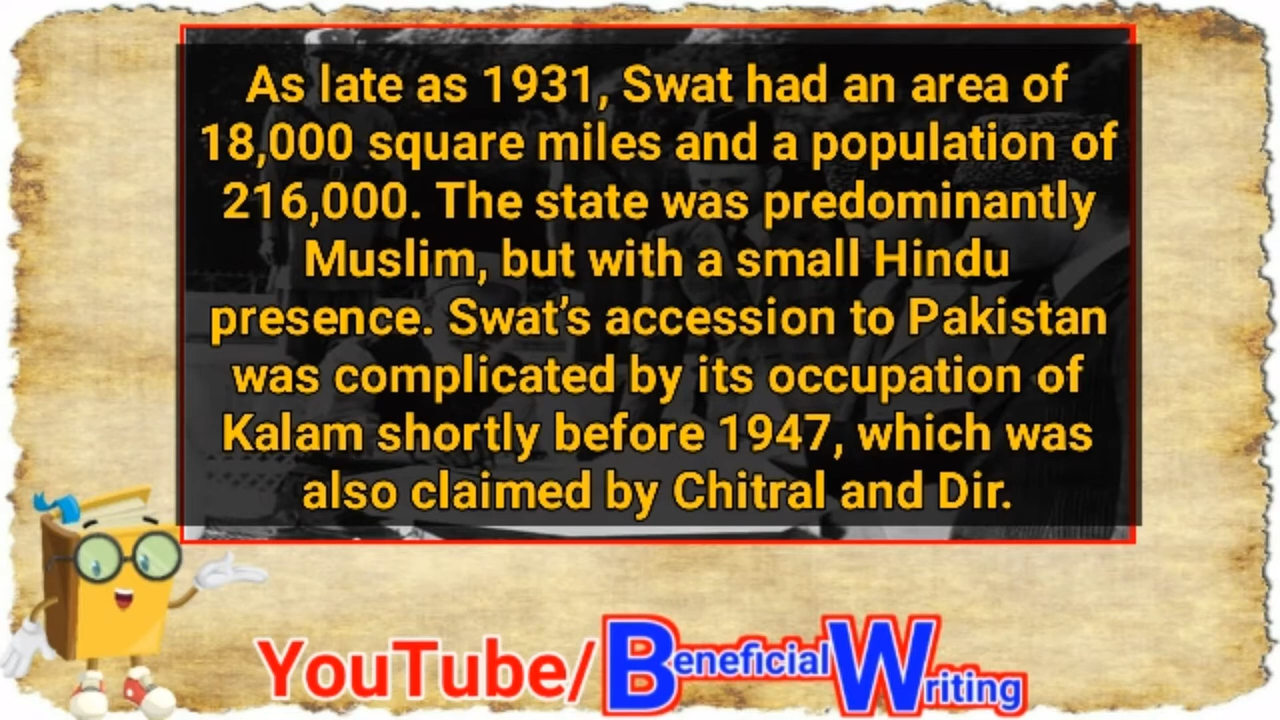 As late as 1931, Swat had an area of
18,000 square miles and a population of
216,000. The state was predominantly
Muslim, but with a small Hindu
presence. Swat’s accession to Pakistan
was complicated by its occupation of
Kalam shortly before 1947, which was
also claimed by Chitral and Dir.
YouTube/BeneficialWriting